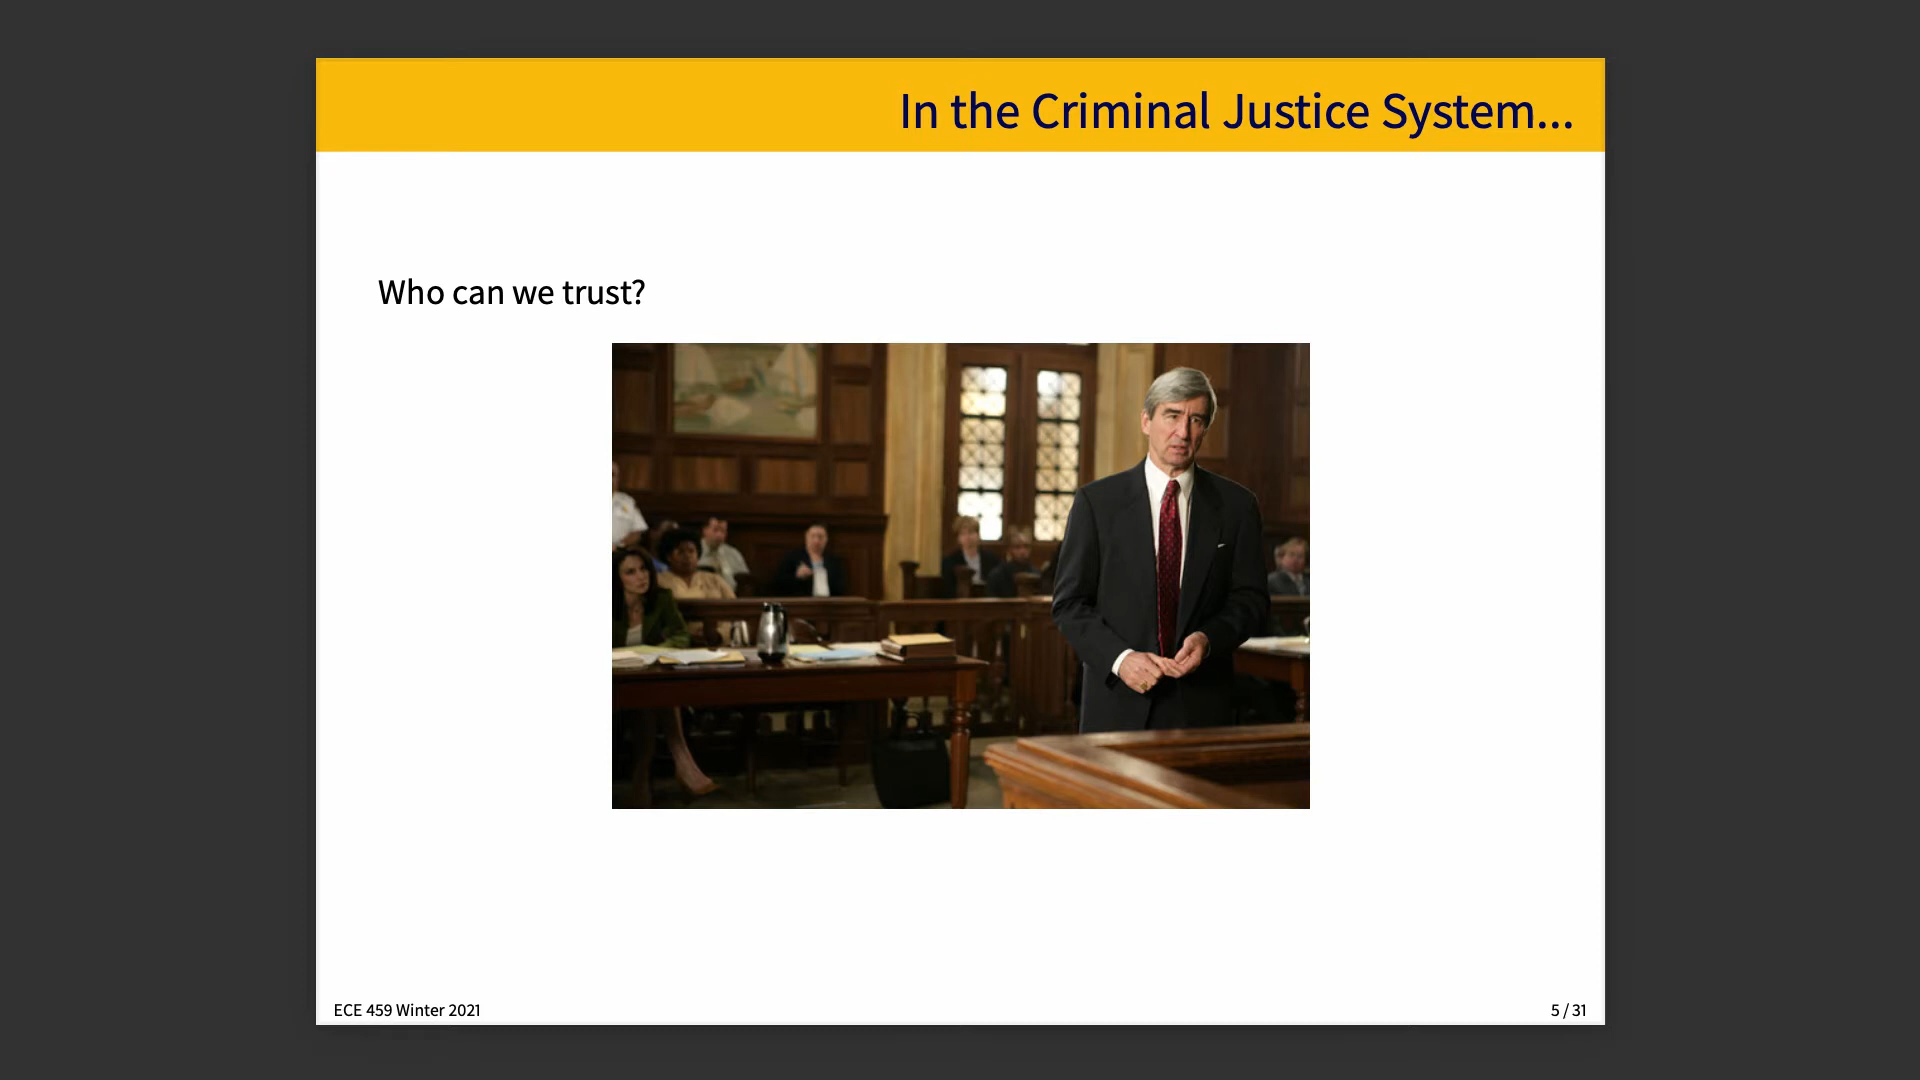 In the Criminal Justice System...
Who can we trust?
ECE 459 Winter 2021
5 / 31